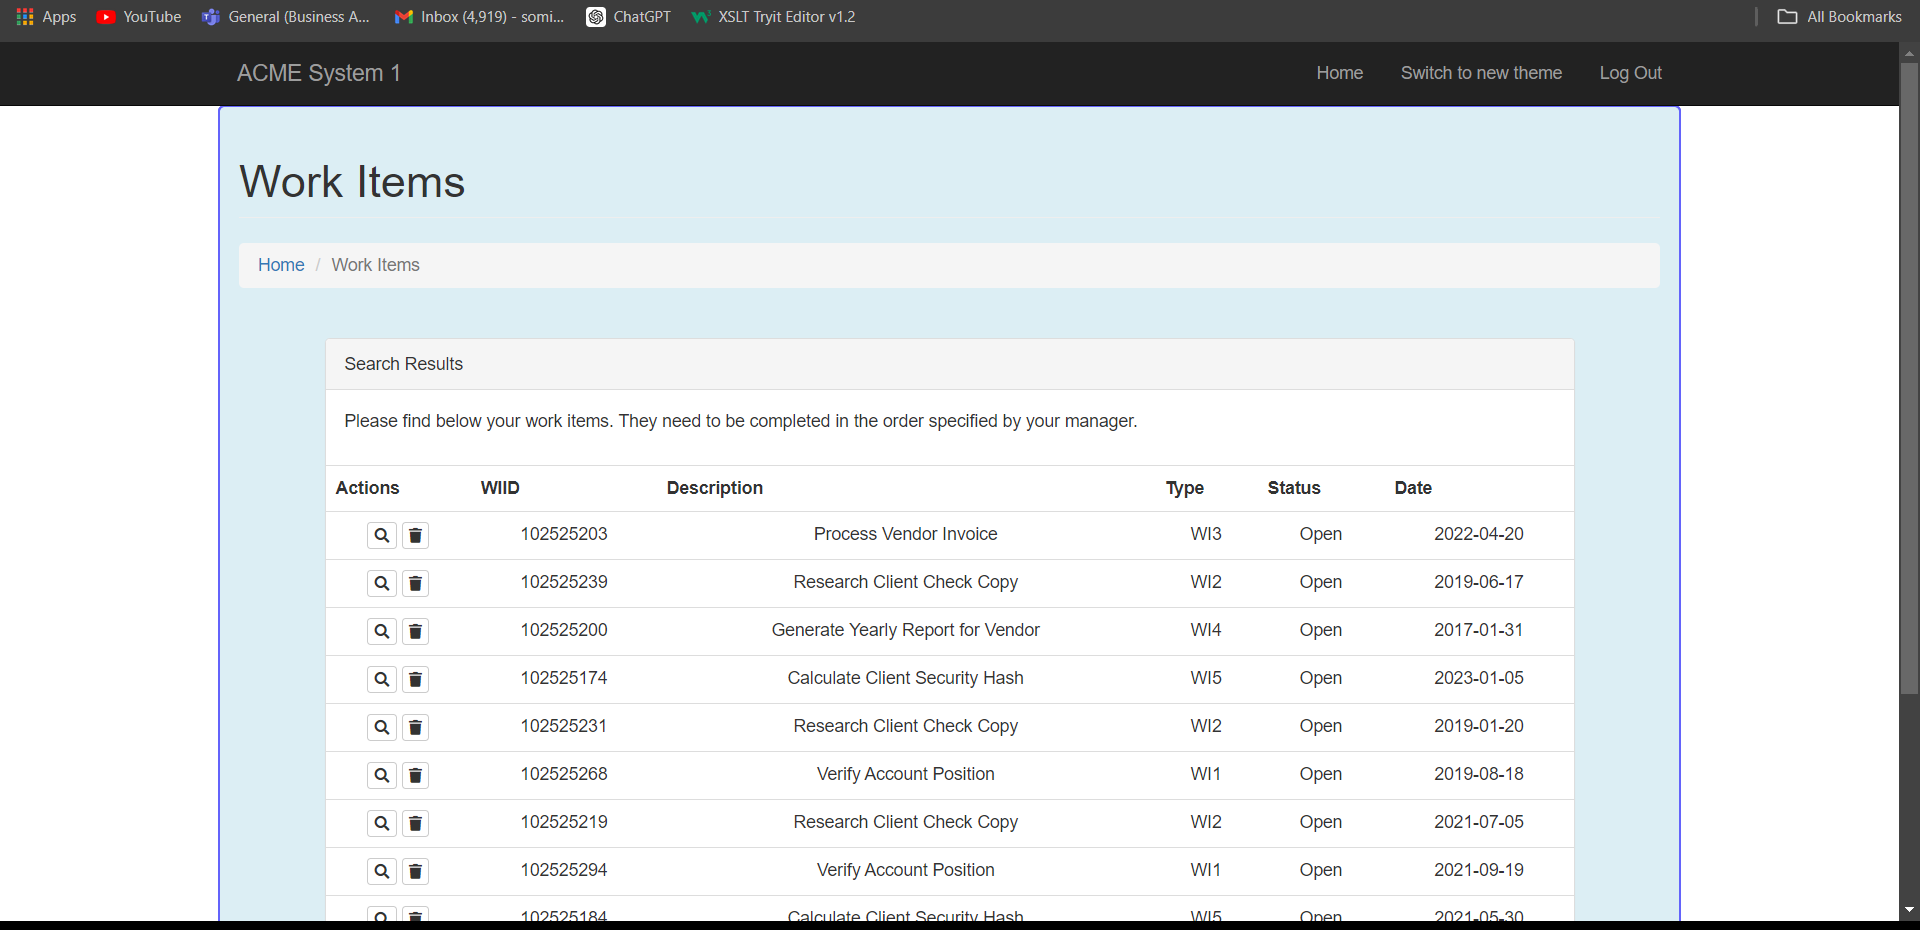 Apps YouTube General (Business A... Inbox (4,919) - somi... ChatGPT XSLT Tryit Editor v1.2 All Bookmarks
ACME System 1 Home Switch to new theme Log Out
Work Items
Home / Work Items
Search Results
Please find below your work items. They need to be completed in the order specified by your manager.
Actions WIID Description Type Status Date
102525203 Process Vendor Invoice WI3 Open 2022-04-20
102525239 Research Client Check Copy WI2 Open 2019-06-17
102525200 Generate Yearly Report for Vendor WI4 Open 2017-01-31
102525174 Calculate Client Security Hash WI5 Open 2023-01-05
102525231 Research Client Check Copy WI2 Open 2019-01-20
102525268 Verify Account Position WI1 Open 2019-08-18
102525219 Research Client Check Copy WI2 Open 2021-07-05
102525294 Verify Account Position WI1 Open 2021-09-19
102525184 Calculate Client Security Hash WI5 Open 2021-05-30